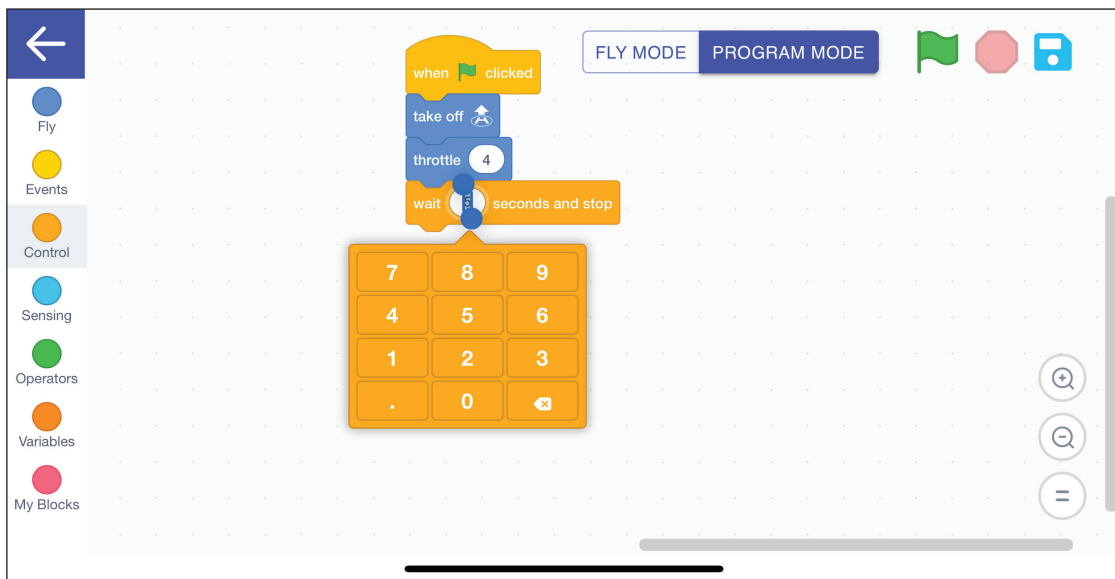 FLY MODE
PROGRAM MODE
Fly
Events
Control
Sensing
Operators
Variables
My Blocks
when clicked
take off
throttle 4
wait seconds and stop
7 8 9
4 5 6
1 2 3
. 0